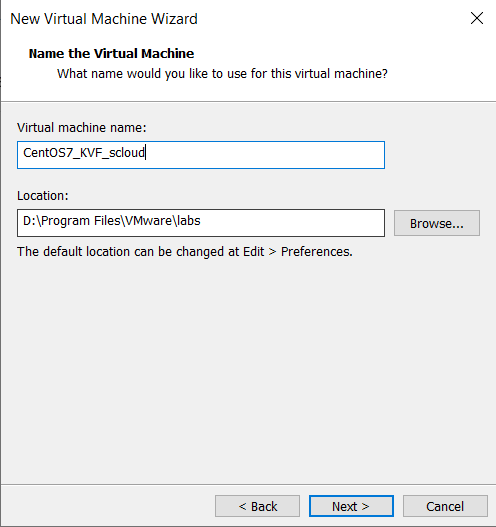 New Virtual Machine Wizard
Name the Virtual Machine
What name would you like to use for this virtual machine?
Virtual machine name:
CentOS7_KVF_scloud
Location:
D:\Program Files\VMware\labs
Browse...
The default location can be changed at Edit > Preferences.
< Back
Next >
Cancel